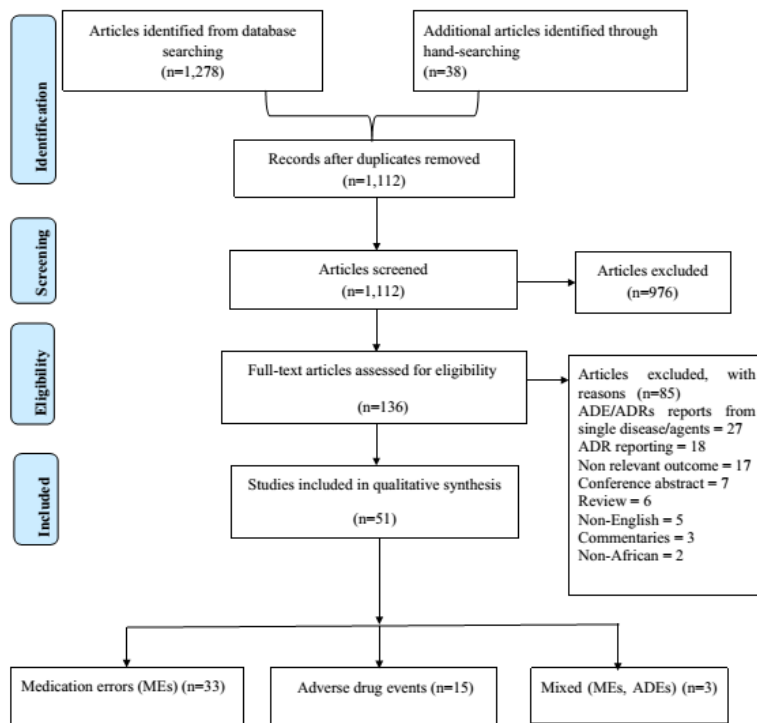 Articles identified from database
searching
(n=1,278)
Additional articles identified through
hand-searching
(n=38)
Identification
Records after duplicates removed
(n=1,112)
Screening
Articles screened
(n=1,112)
Articles excluded
(n=976)
Eligibility
Full-text articles assessed for eligibility
(n=136)
Articles excluded, with
reasons (n=85)
ADE/ADRs reports from
single disease/agents = 27
ADR reporting = 18
Non relevant outcome = 17
Conference abstract = 7
Review = 6
Non-English = 5
Commentaries = 3
Non-African = 2
Included
Studies included in qualitative synthesis
(n=51)
Medication errors (MEs) (n=33)
Adverse drug events (n=15)
Mixed (MEs, ADEs) (n=3)